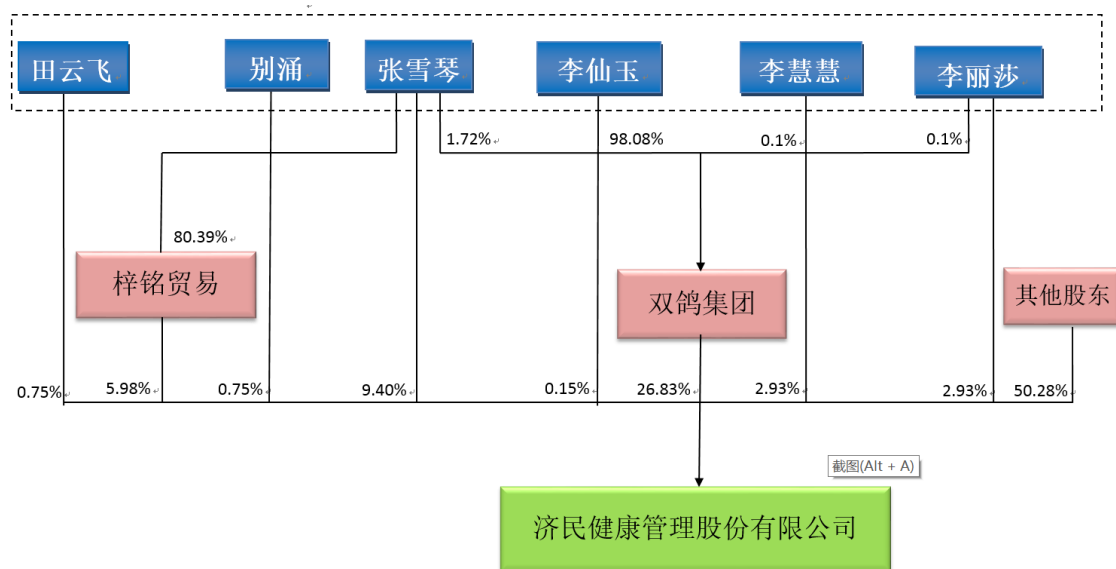 田云飞
别涌
张雪琴
李仙玉
李慧慧
李丽莎
1.72%
98.08%
0.1%
0.1%
80.39%
梓铭贸易
双鸽集团
其他股东
0.75%
5.98%
0.75%
9.40%
0.15%
26.83%
2.93%
2.93%
50.28%
截图(Alt + A)
济民健康管理股份有限公司